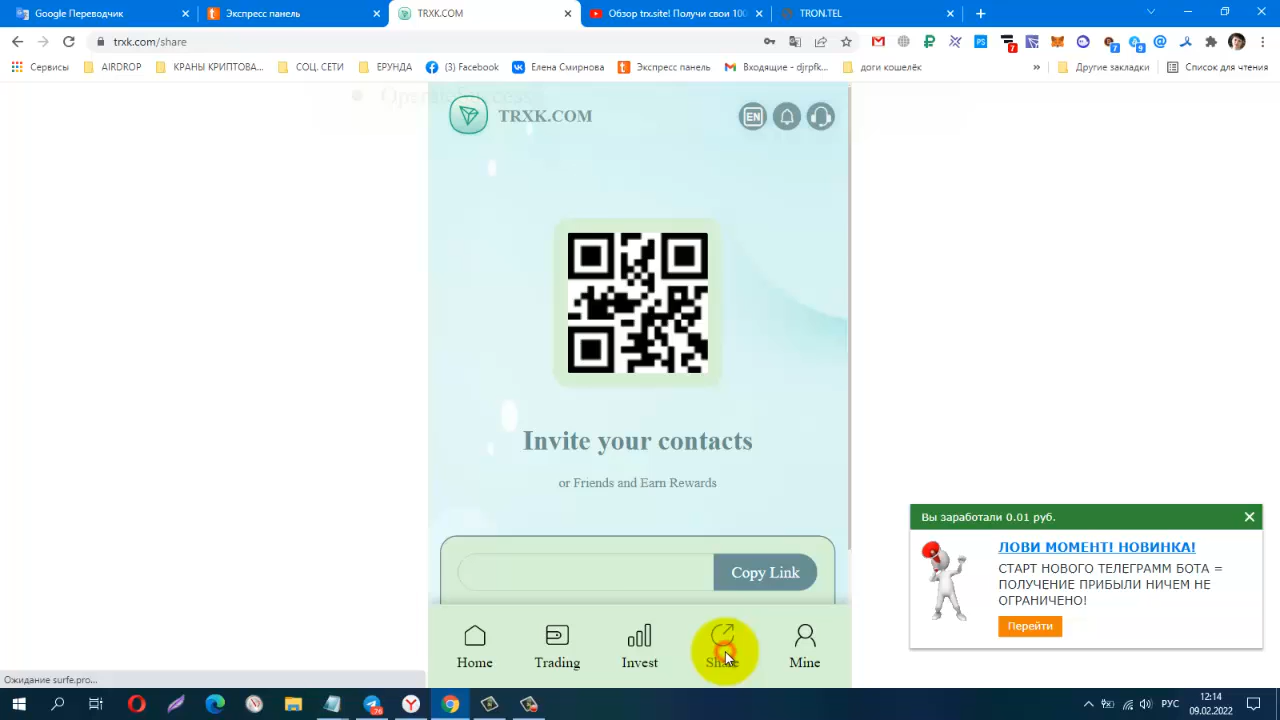 Google Переводчик
Экспресс панель
TRXK.COM
Обзор trx.site! Получи свои 100
TRON.TEL
trxk.com/share
Сервисы
AIRDROP
КРАНЫ КРИПТОВА...
СОЦ. СЕТИ
ЕРУНДА
(3) Facebook
Елена Смирнова
Экспресс панель
Входящие - djrpfk...
доги кошелёк
»
Другие закладки
Список для чтения
TRXK.COM
EN
Invite your contacts
or Friends and Earn Rewards
Copy Link
Home
Trading
Invest
Share
Mine
Вы заработали 0.01 руб.
ЛОВИ МОМЕНТ! НОВИНКА!
СТАРТ НОВОГО ТЕЛЕГРАММ БОТА =
ПОЛУЧЕНИЕ ПРИБЫЛИ НИЧЕМ НЕ
ОГРАНИЧЕНО!
Перейти
Ожидание surfe.pro...
РУС
12:14
09.02.2022